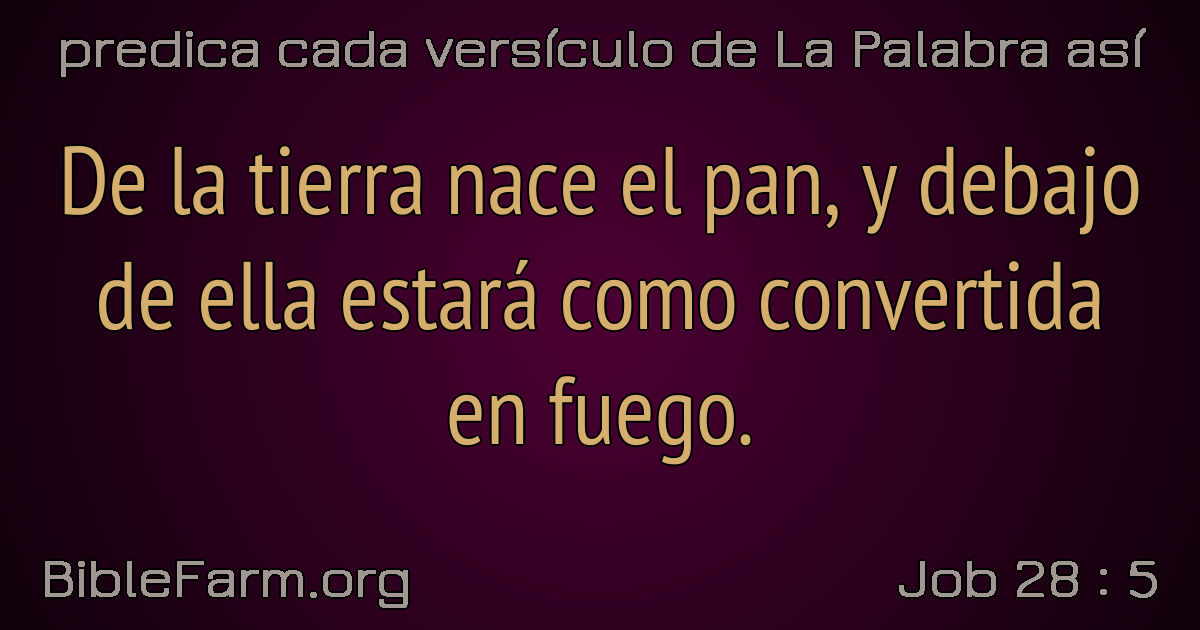 predica cada versículo de La Palabra así
De la tierra nace el pan, y debajo
de ella estará como convertida
en fuego.
BibleFarm.org
Job 28 : 5